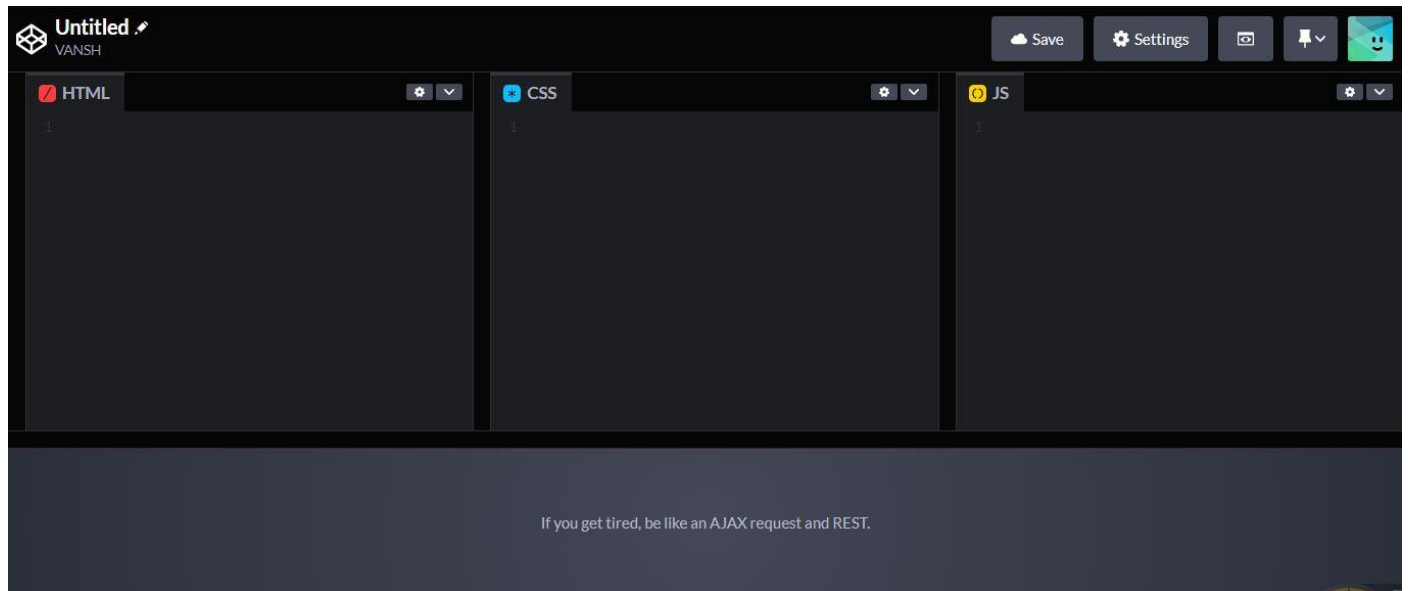 Untitled
VANSH
Save
Settings
HTML
CSS
JS
1
1
1
If you get tired, be like an AJAX request and REST.